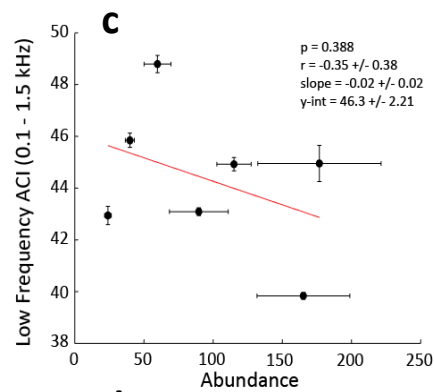 C
p = 0.388
r = -0.35 +/- 0.38
slope = -0.02 +/- 0.02
y-int = 46.3 +/- 2.21
Low Frequency ACI (0.1 - 1.5 kHz)
50
48
46
44
42
40
38
0 50 100 150 200 250
Abundance